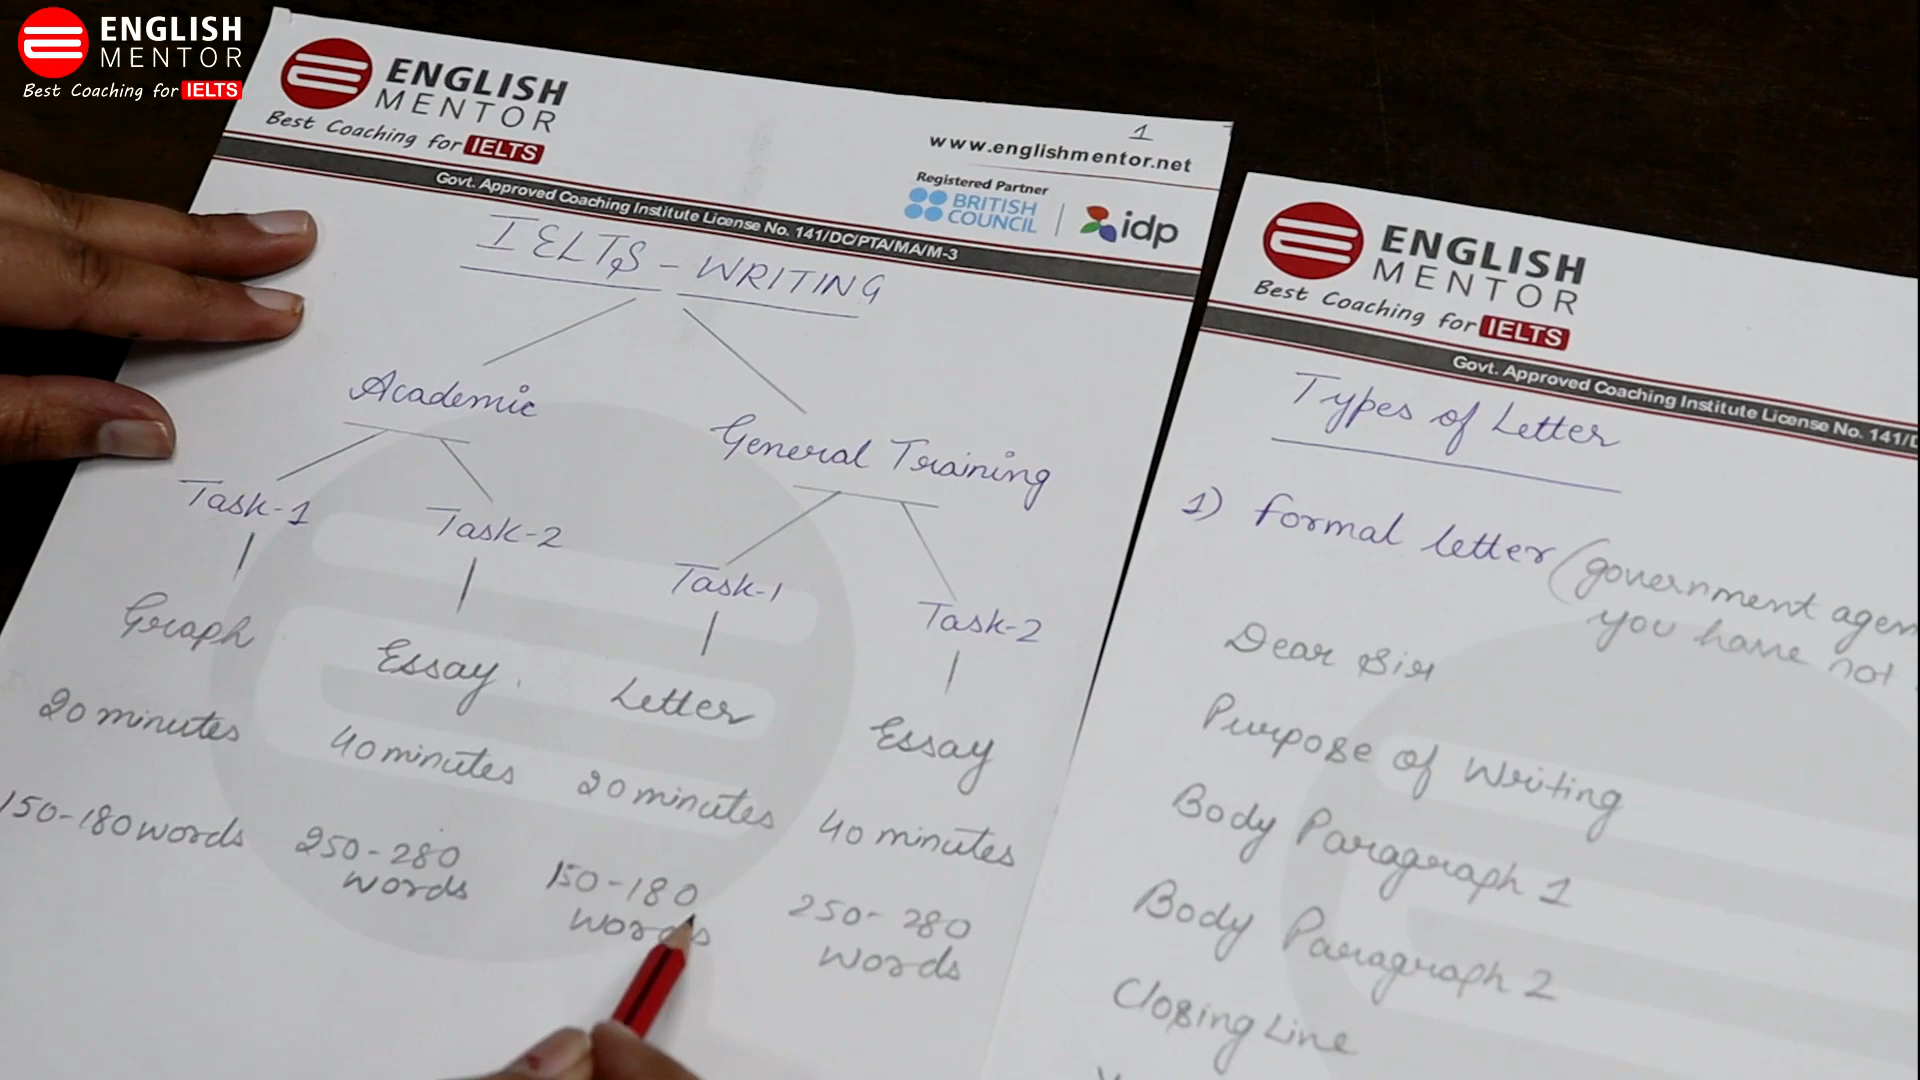 ENGLISH
MENTOR
Best Coaching for IELTS
ENGLISH
MENTOR
Best Coaching for IELTS
1
www.englishmentor.net
Registered Partner
BRITISH
COUNCIL
idp
Govt. Approved Coaching Institute License No. 141/DC/PTA/MA/M-3
IELTS - WRITING
Academic
General Training
Task-1
Task-2
Task-1
Task-2
Graph
Essay.
Letter
Essay
20 minutes
40 minutes
20 minutes
40 minutes
150-180 words
250-280
words
150-180
words
250-280
words
ENGLISH
MENTOR
Best Coaching for IELTS
Govt. Approved Coaching Institute License No. 141/D
Types of Letter
1) Formal letter (government agen
you have not
Dear Sir
Purpose of Writing
Body Paragraph 1
Body Paragraph 2
Closing Line